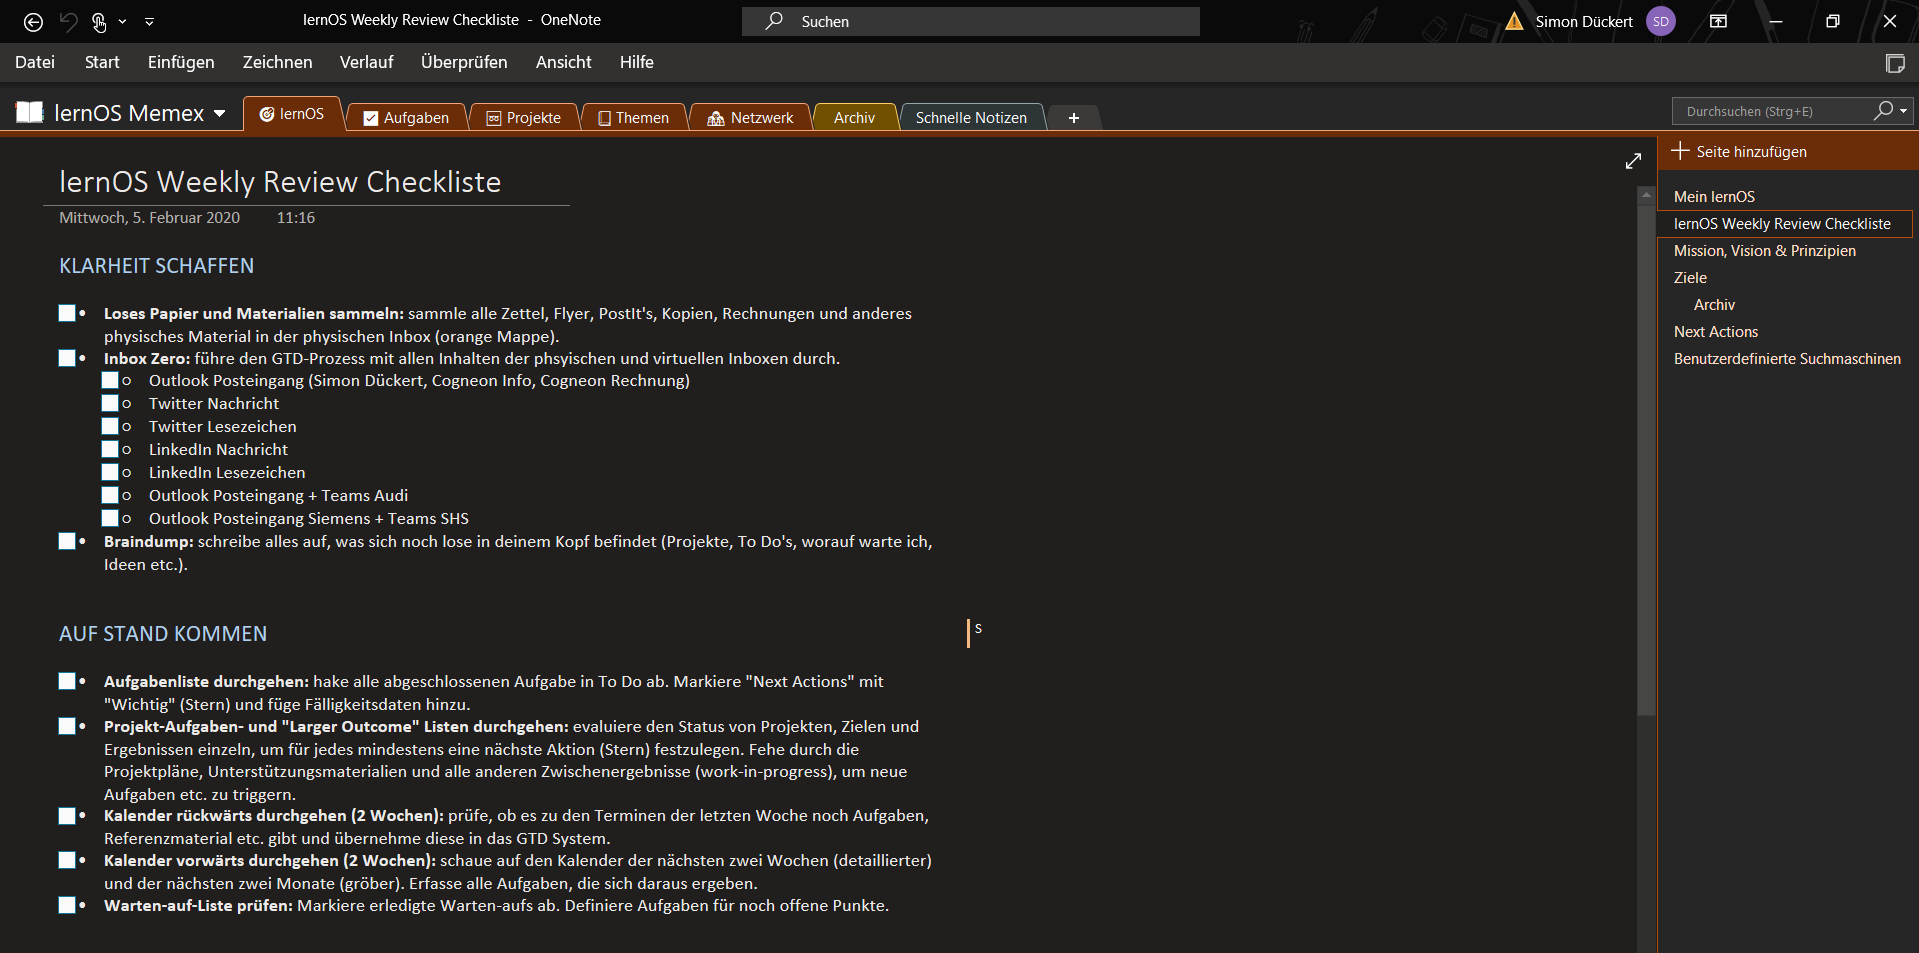 lernOS Weekly Review Checkliste - OneNote
Suchen
Simon Dückert
SD
Datei
Start
Einfügen
Zeichnen
Verlauf
Überprüfen
Ansicht
Hilfe
lernOS Memex
lernOS
Aufgaben
Projekte
Themen
Netzwerk
Archiv
Schnelle Notizen
+
Durchsuchen (Strg+E)
lernOS Weekly Review Checkliste
Mittwoch, 5. Februar 2020 11:16
KLARHEIT SCHAFFEN
• Loses Papier und Materialien sammeln: sammle alle Zettel, Flyer, PostIt's, Kopien, Rechnungen und anderes
physisches Material in der physischen Inbox (orange Mappe).
• Inbox Zero: führe den GTD-Prozess mit allen Inhalten der phsyischen und virtuellen Inboxen durch.
○ Outlook Posteingang (Simon Dückert, Cogneon Info, Cogneon Rechnung)
○ Twitter Nachricht
○ Twitter Lesezeichen
○ LinkedIn Nachricht
○ LinkedIn Lesezeichen
○ Outlook Posteingang + Teams Audi
○ Outlook Posteingang Siemens + Teams SHS
• Braindump: schreibe alles auf, was sich noch lose in deinem Kopf befindet (Projekte, To Do's, worauf warte ich,
Ideen etc.).
AUF STAND KOMMEN
S
• Aufgabenliste durchgehen: hake alle abgeschlossenen Aufgabe in To Do ab. Markiere "Next Actions" mit
"Wichtig" (Stern) und füge Fälligkeitsdaten hinzu.
• Projekt-Aufgaben- und "Larger Outcome" Listen durchgehen: evaluiere den Status von Projekten, Zielen und
Ergebnissen einzeln, um für jedes mindestens eine nächste Aktion (Stern) festzulegen. Fehe durch die
Projektpläne, Unterstützungsmaterialien und alle anderen Zwischenergebnisse (work-in-progress), um neue
Aufgaben etc. zu triggern.
• Kalender rückwärts durchgehen (2 Wochen): prüfe, ob es zu den Terminen der letzten Woche noch Aufgaben,
Referenzmaterial etc. gibt und übernehme diese in das GTD System.
• Kalender vorwärts durchgehen (2 Wochen): schaue auf den Kalender der nächsten zwei Wochen (detaillierter)
und der nächsten zwei Monate (gröber). Erfasse alle Aufgaben, die sich daraus ergeben.
• Warten-auf-Liste prüfen: Markiere erledigte Warten-aufs ab. Definiere Aufgaben für noch offene Punkte.
Seite hinzufügen
Mein lernOS
lernOS Weekly Review Checkliste
Mission, Vision & Prinzipien
Ziele
Archiv
Next Actions
Benutzerdefinierte Suchmaschinen